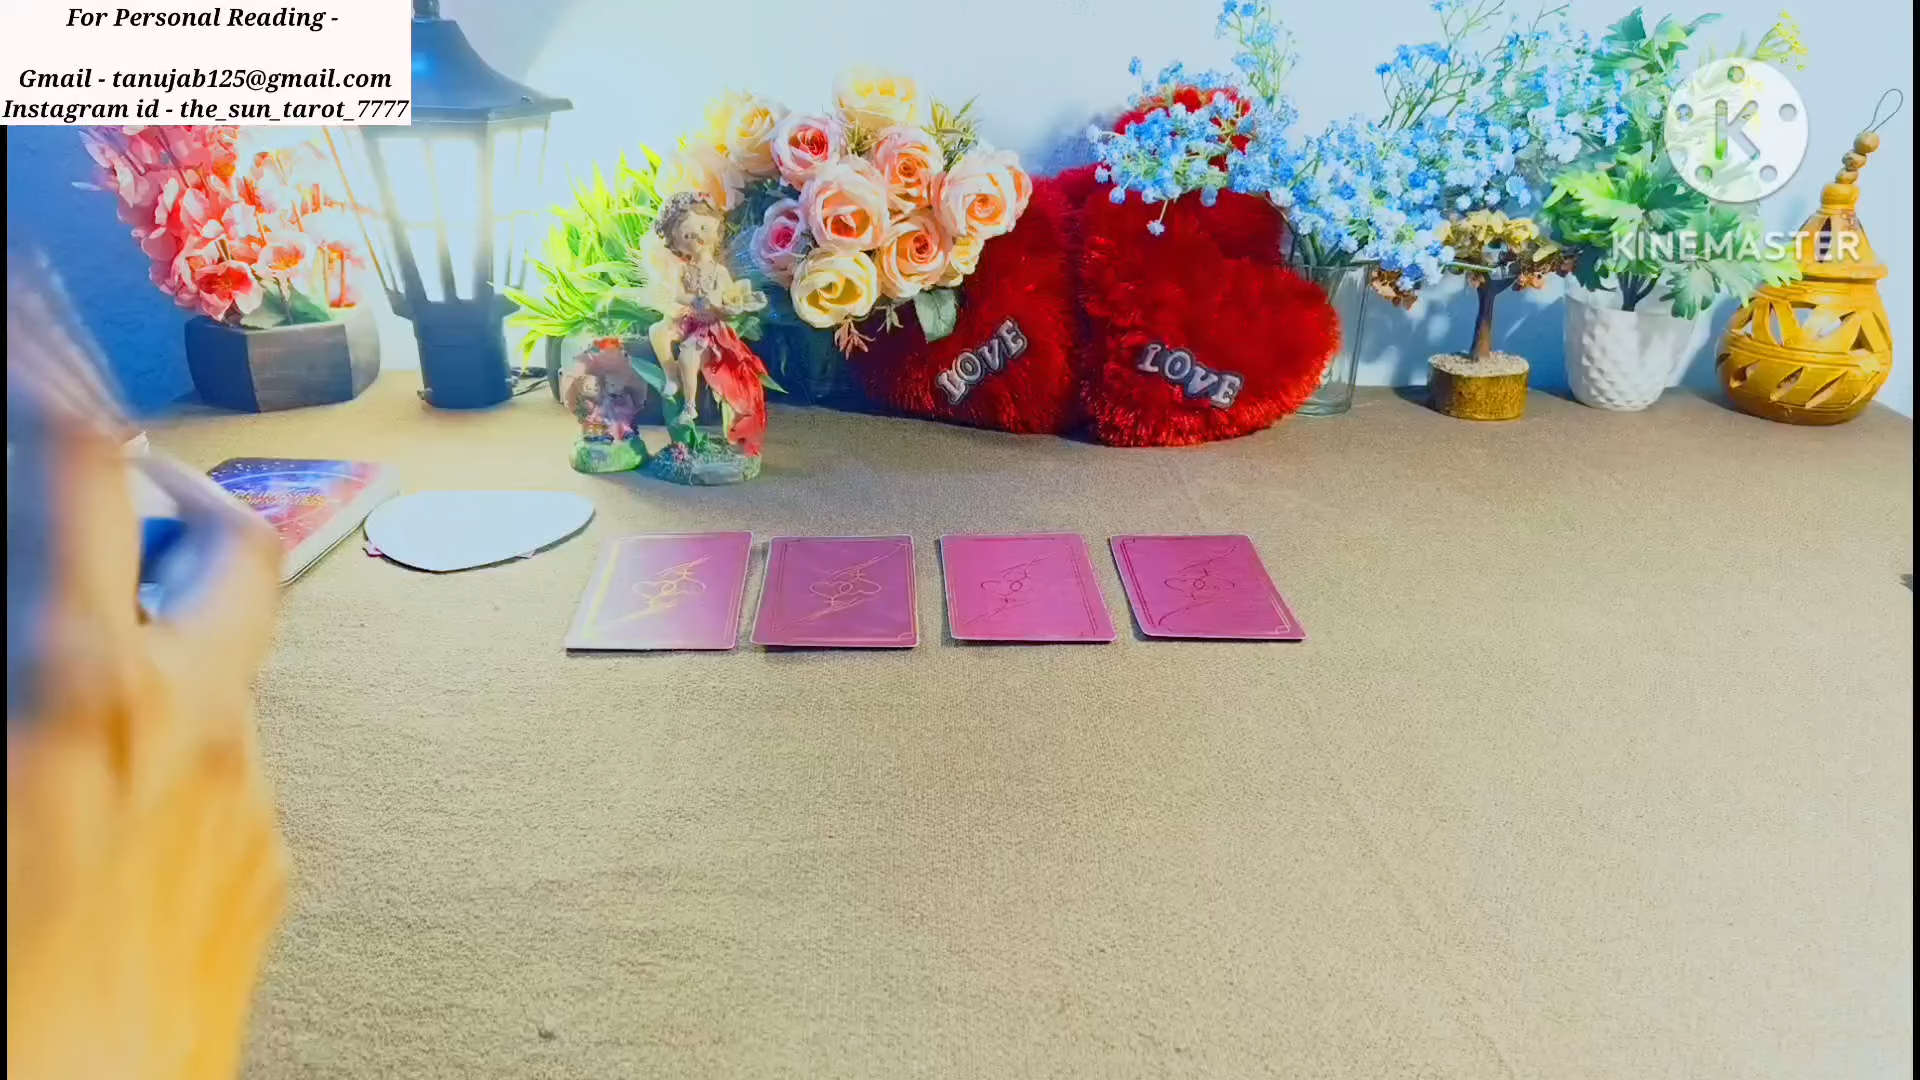 For Personal Reading -
Gmail - tanujab125@gmail.com
Instagram id - the_sun_tarot_7777
K
KINEMASTER
LOVE
LOVE